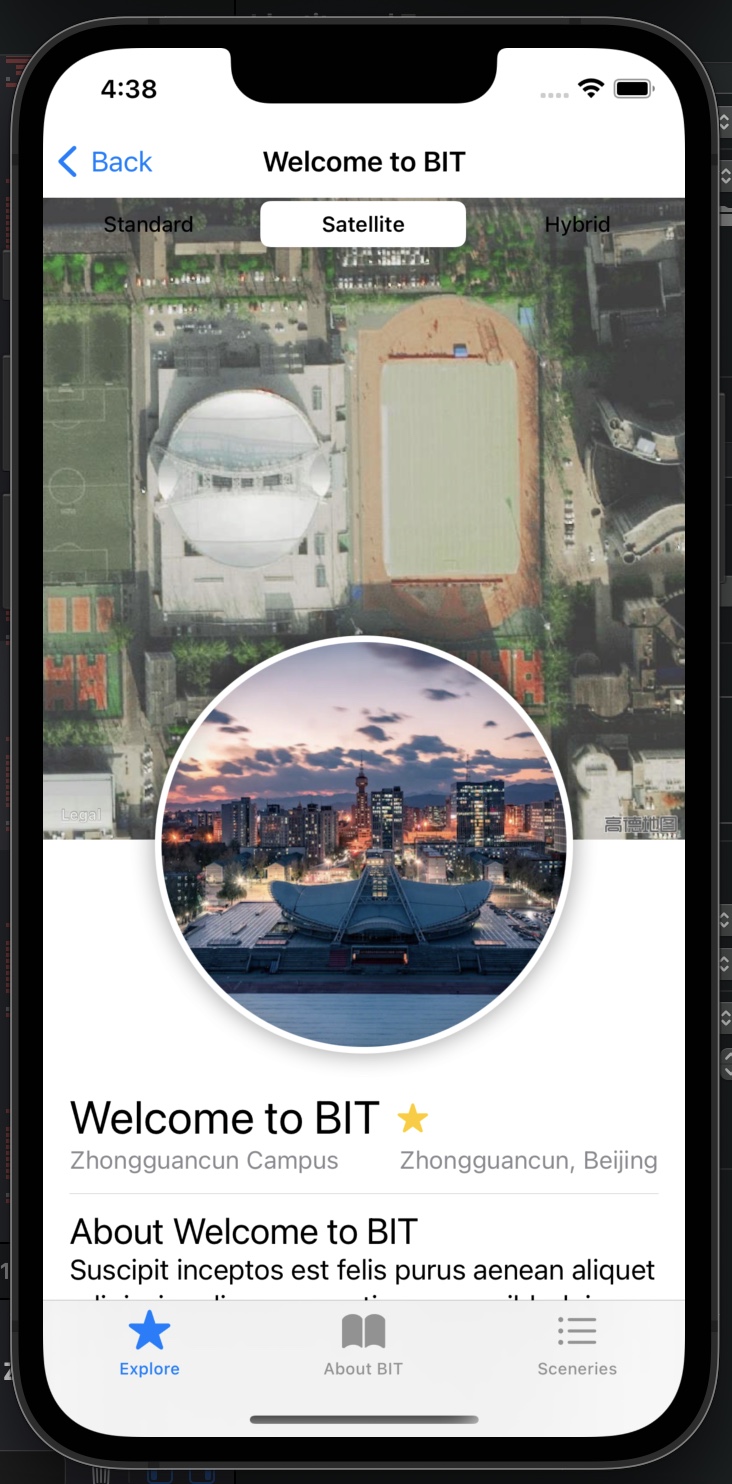 4:38
Back
Welcome to BIT
Standard
Satellite
Hybrid
Legal
高德地图
Welcome to BIT
Zhongguancun Campus
Zhongguancun, Beijing
About Welcome to BIT
Suscipit inceptos est felis purus aenean aliquet
Explore
About BIT
Sceneries